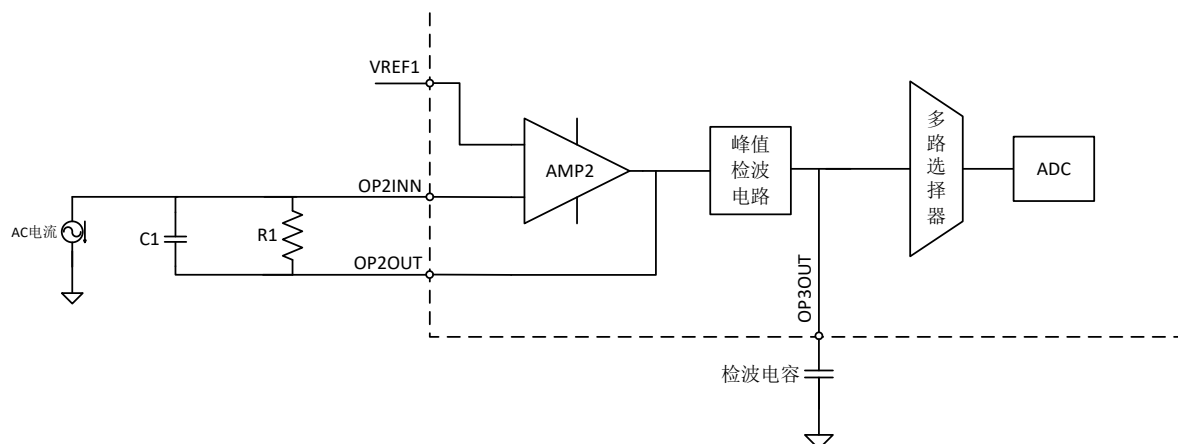 VREF1
AMP2
OP2INN
OP2OUT
AC电流
C1
R1
峰值
检波
电路
多路选择器
ADC
OP3OUT
检波电容